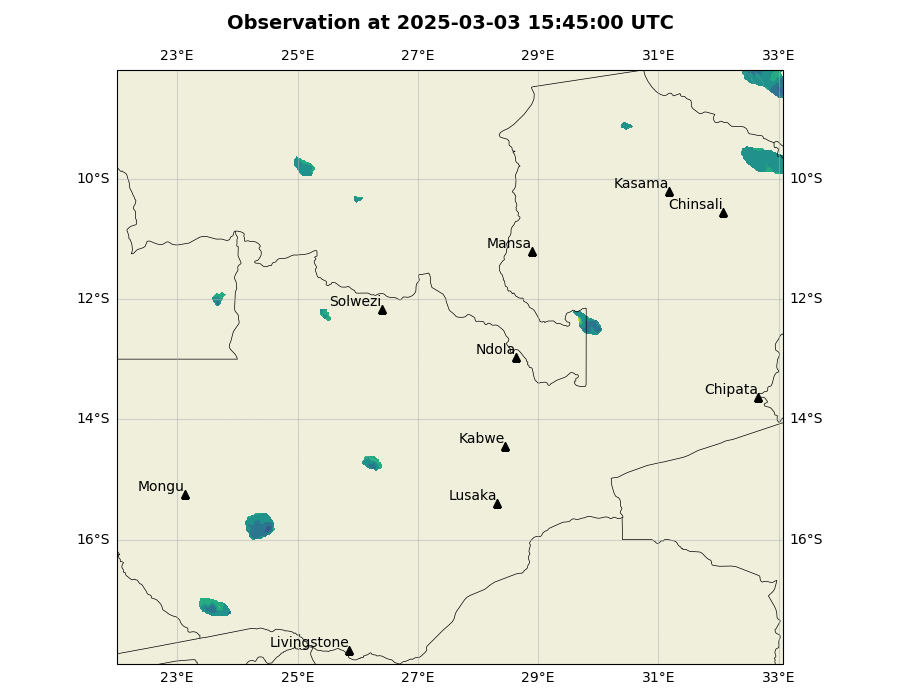 Observation at 2025-03-03 15:45:00 UTC
23°E 25°E 27°E 29°E 31°E 33°E
10°S 10°S
Kasama
Chinsali
Mansa
12°S 12°S
Solwezi
Ndola
Chipata
14°S 14°S
Kabwe
Mongu
Lusaka
16°S 16°S
Livingstone
23°E 25°E 27°E 29°E 31°E 33°E